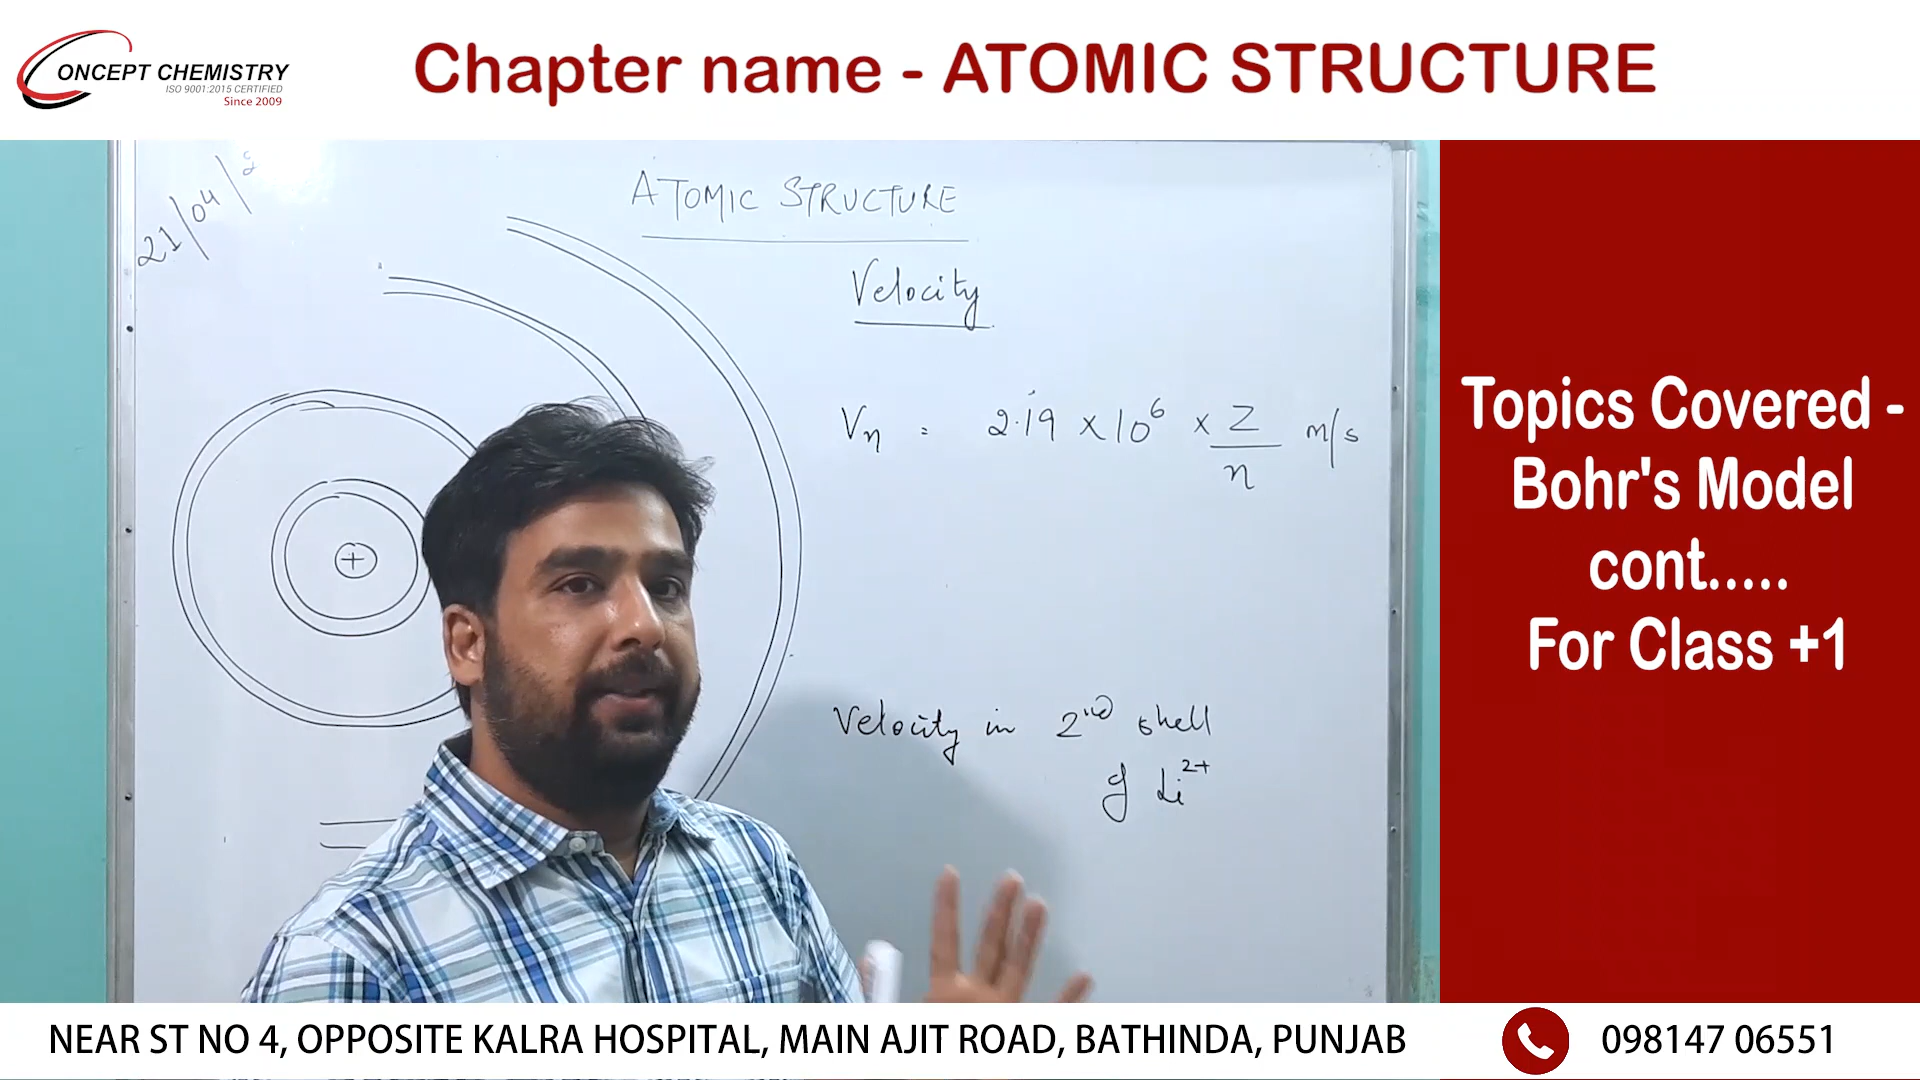 ONCEPT CHEMISTRY
ISO 9001:2015 CERTIFIED
Since 2009
Chapter name - ATOMIC STRUCTURE
21/04/2
ATOMIC STRUCTURE
Velocity
Vn = 2.19 × 10⁶ × Z/n m/s
+
Velocity in 2nd shell
of Li²⁺
Topics Covered -
Bohr's Model
cont.....
For Class +1
NEAR ST NO 4, OPPOSITE KALRA HOSPITAL, MAIN AJIT ROAD, BATHINDA, PUNJAB
098147 06551